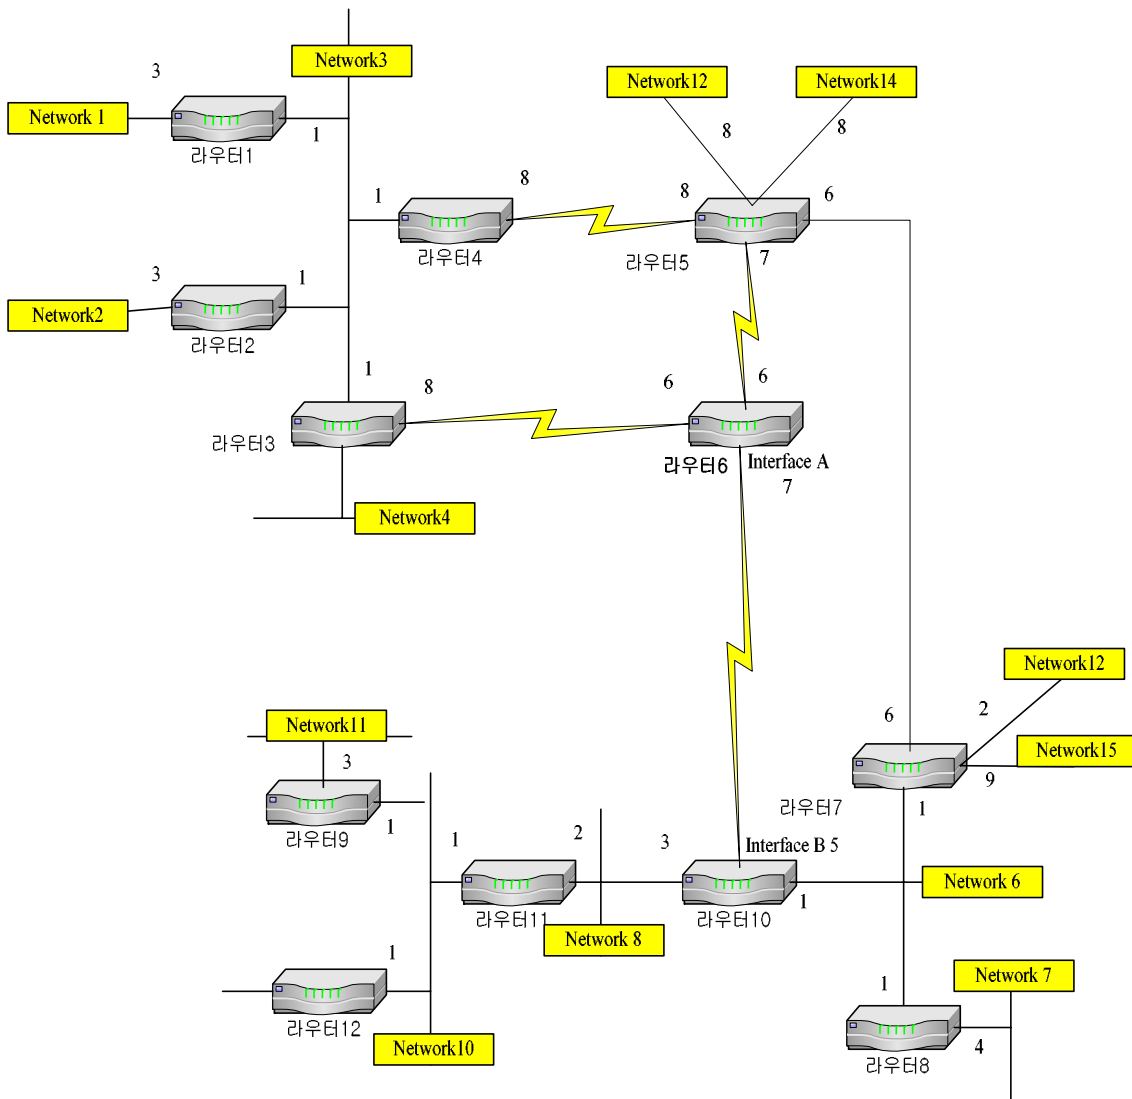 Network3
3
Network 1
1
라우터1
Network12
Network14
8
8
1
8
8
6
라우터4
라우터5
7
3
1
Network2
라우터2
1
8
6
6
라우터3
라우터6
Interface A
7
Network4
Network12
6
2
Network15
9
라우터7
1
Network11
3
라우터9
1
1
2
3
Interface B 5
라우터11
라우터10
1
Network 6
Network 8
1
라우터12
Network10
1
Network 7
라우터8
4